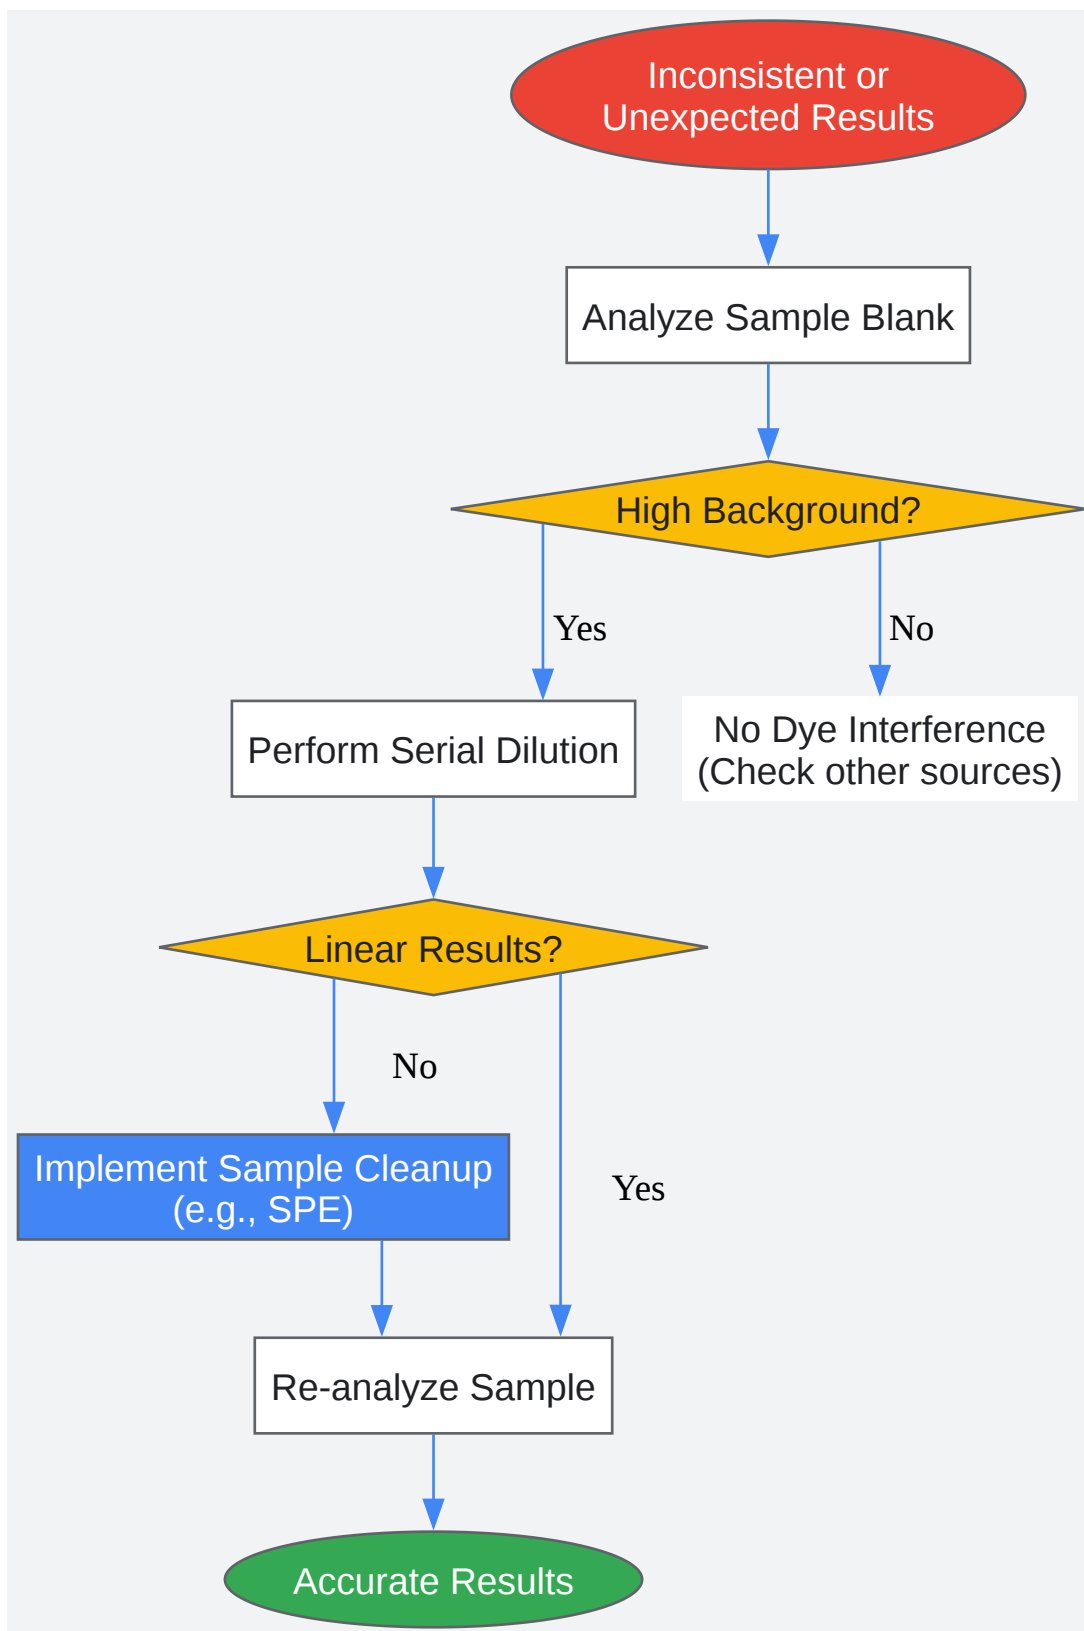 Inconsistent or
Unexpected Results
Analyze Sample Blank
High Background?
Yes
No
Perform Serial Dilution
No Dye Interference
(Check other sources)
Linear Results?
No
Implement Sample Cleanup
(e.g., SPE)
Yes
Re-analyze Sample
Accurate Results